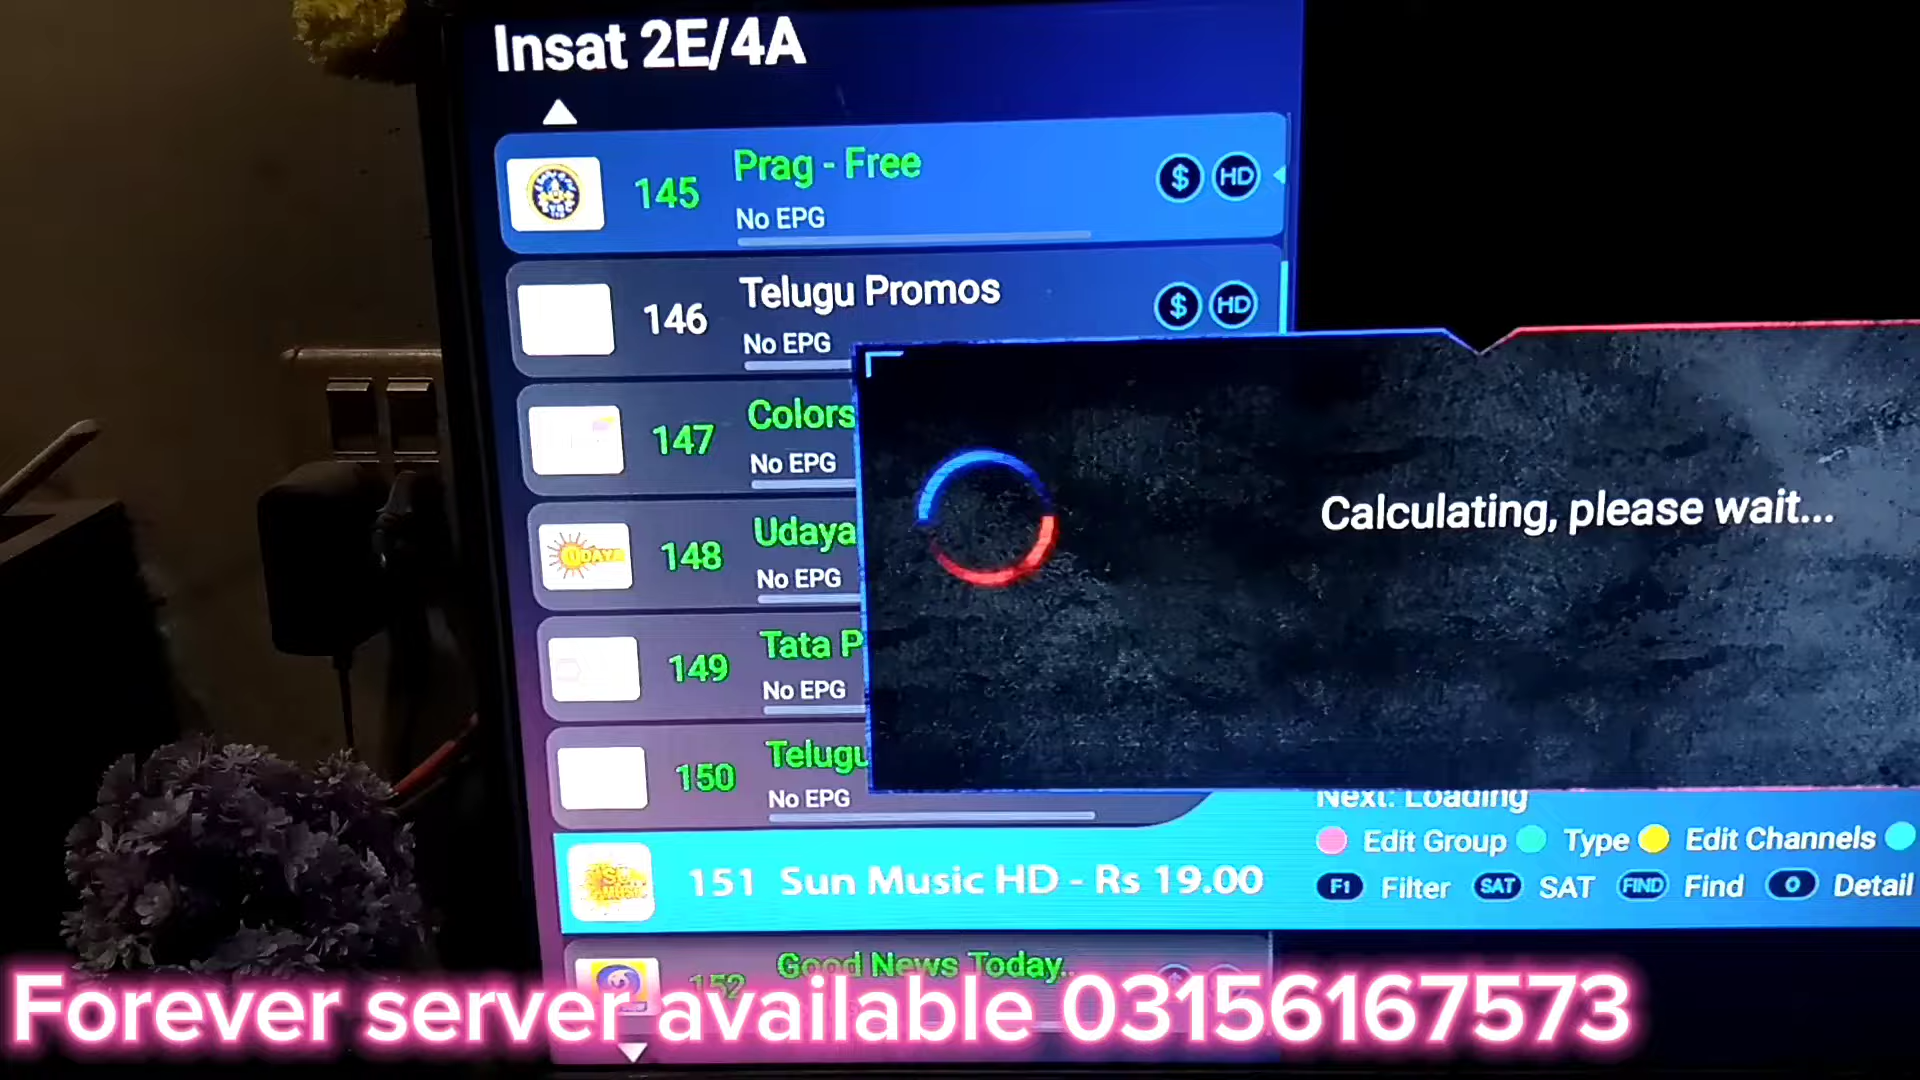 Insat 2E/4A
145 Prag - Free $ HD
No EPG
146 Telugu Promos $ HD
No EPG
147 Colors
No EPG
148 Udaya
No EPG
149 Tata P
No EPG
150 Telugu
No EPG
Calculating, please wait...
Next: Loading
Edit Group Type Edit Channels
F1 Filter SAT SAT FIND Find 0 Detail
151 Sun Music HD - Rs 19.00
152 Good News Today..
Forever server available 03156167573